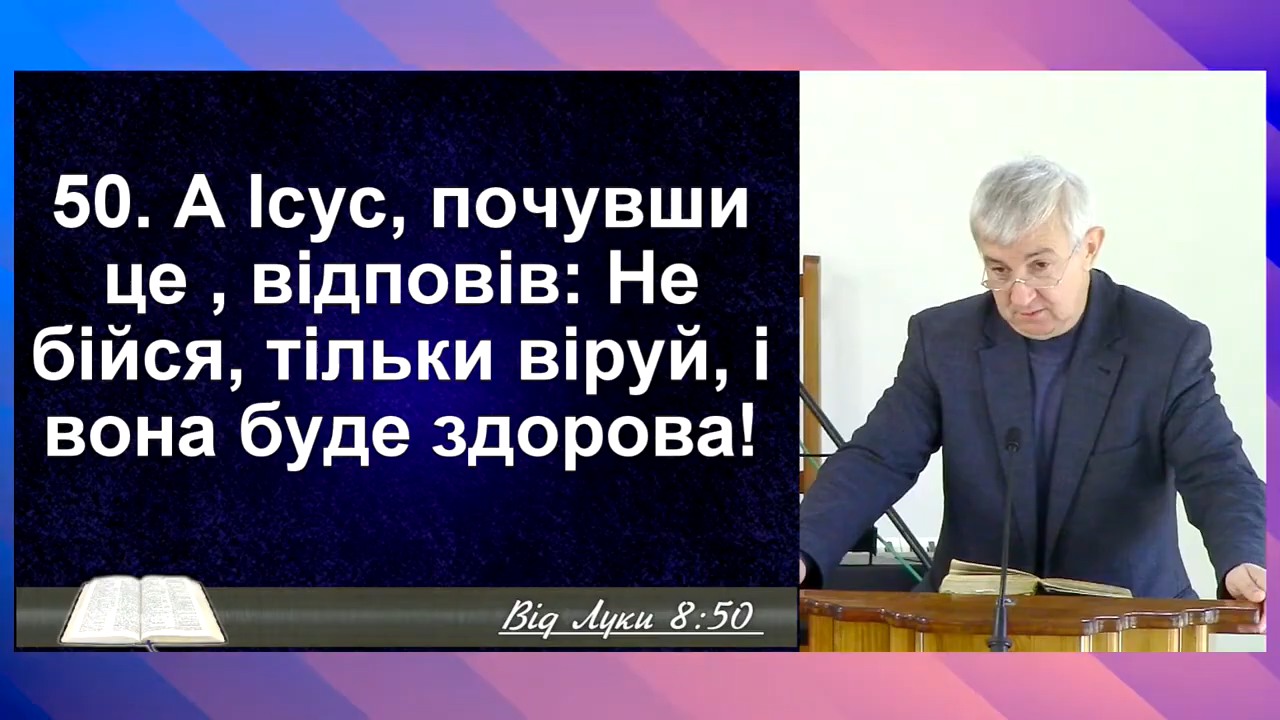 50. А Ісус, почувши
це , відповів: Не
бійся, тільки віруй, і
вона буде здорова!
Від Луки 8:50